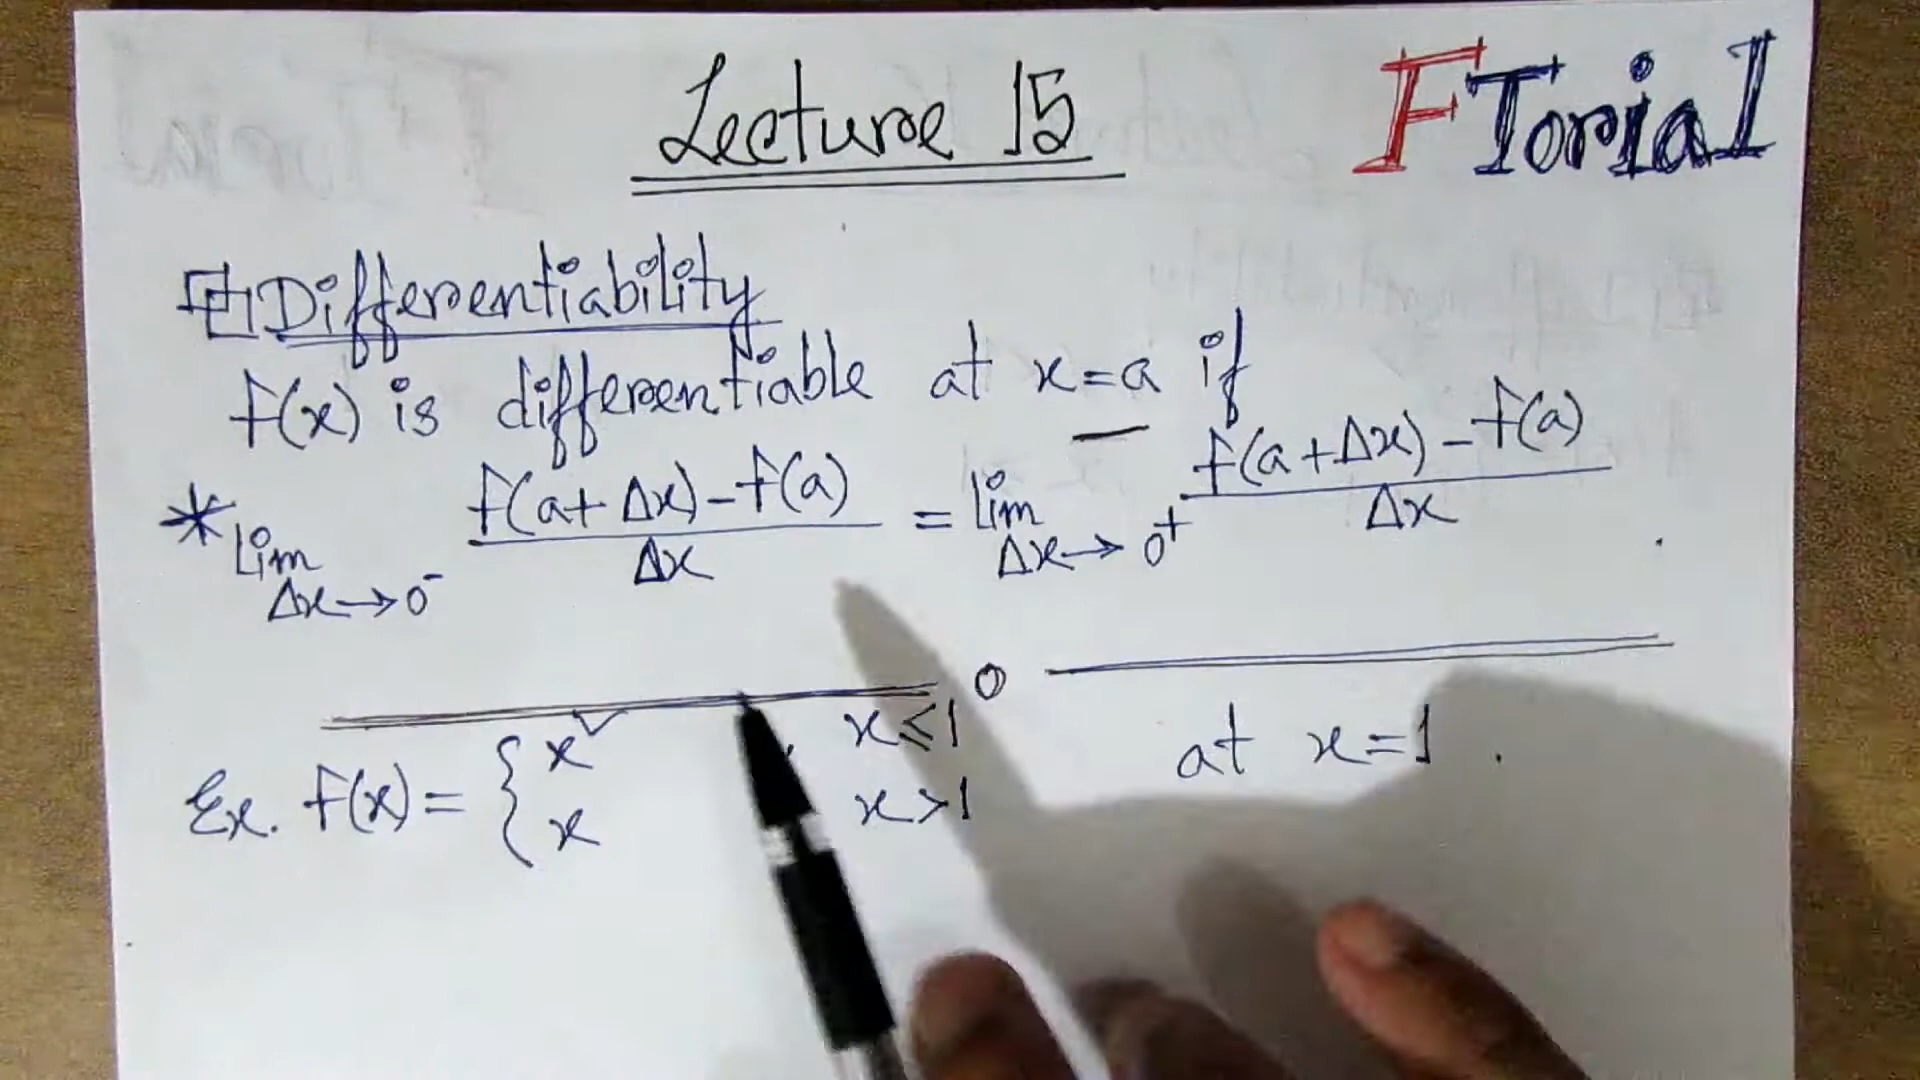 Lecture 15
FTorial
Differentiability
f(x) is differentiable at x=a if
* lim Δx→0⁻ f(a+Δx)-f(a) / Δx = lim Δx→0⁺ f(a+Δx)-f(a) / Δx
Ex. f(x) = { x✓ , x≤1 at x=1.
x x>1